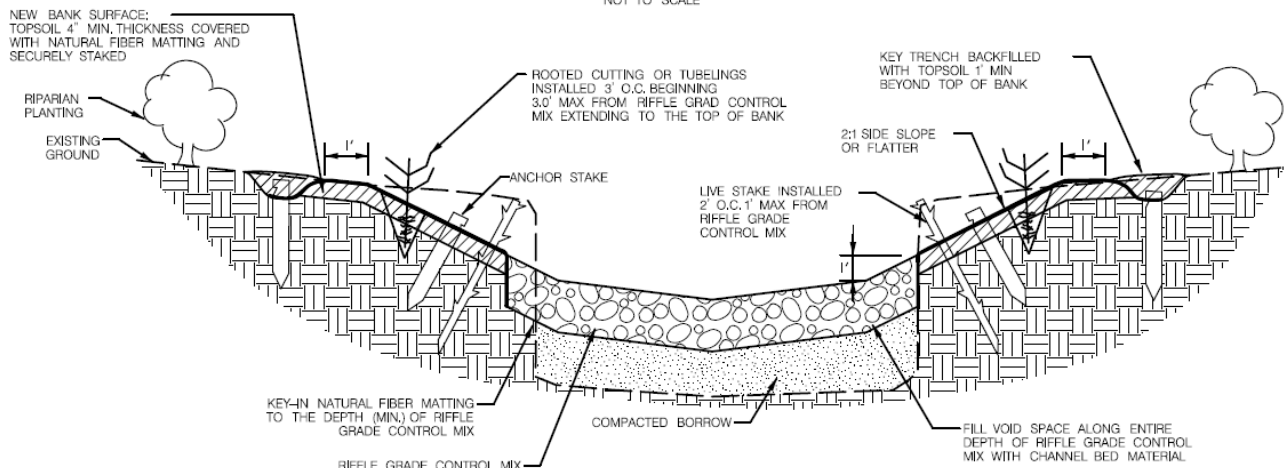 NOT TO SCALE
NEW BANK SURFACE;
TOPSOIL 4" MIN. THICKNESS COVERED
WITH NATURAL FIBER MATTING AND
SECURELY STAKED
RIPARIAN
PLANTING
EXISTING
GROUND
1'
ROOTED CUTTING OR TUBELINGS
INSTALLED 3' O.C. BEGINNING
3.0' MAX FROM RIFFLE GRAD CONTROL
MIX EXTENDING TO THE TOP OF BANK
ANCHOR STAKE
KEY TRENCH BACKFILLED
WITH TOPSOIL 1' MIN
BEYOND TOP OF BANK
2:1 SIDE SLOPE
OR FLATTER
1'
LIVE STAKE INSTALLED
2' O.C. 1' MAX FROM
RIFFLE GRADE
CONTROL MIX
1'
KEY-IN NATURAL FIBER MATTING
TO THE DEPTH (MIN.) OF RIFFLE
GRADE CONTROL MIX
RIFFLE GRADE CONTROL MIX
COMPACTED BORROW
FILL VOID SPACE ALONG ENTIRE
DEPTH OF RIFFLE GRADE CONTROL
MIX WITH CHANNEL BED MATERIAL